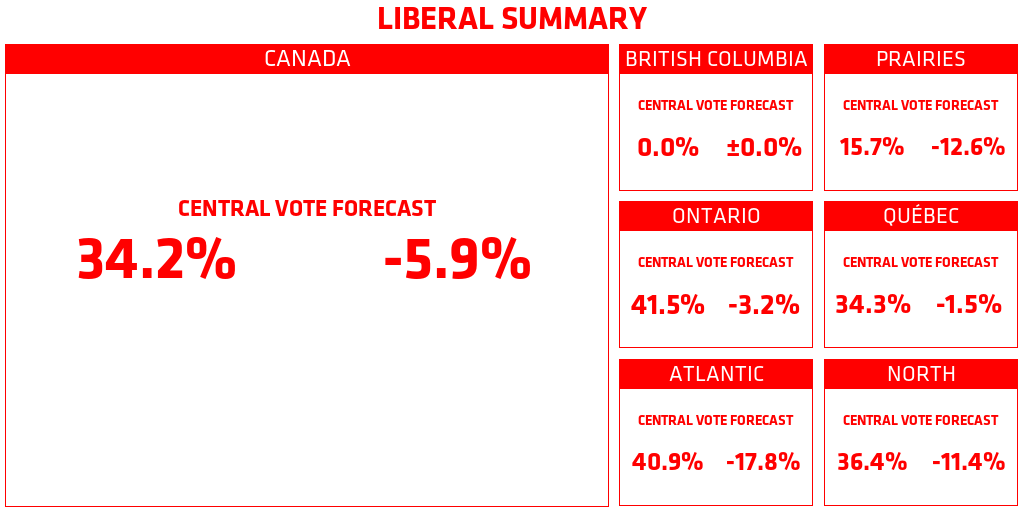 LIBERAL SUMMARY
CANADA
CENTRAL VOTE FORECAST
34.2% -5.9%
BRITISH COLUMBIA
CENTRAL VOTE FORECAST
0.0% ±0.0%
PRAIRIES
CENTRAL VOTE FORECAST
15.7% -12.6%
ONTARIO
CENTRAL VOTE FORECAST
41.5% -3.2%
QUÉBEC
CENTRAL VOTE FORECAST
34.3% -1.5%
ATLANTIC
CENTRAL VOTE FORECAST
40.9% -17.8%
NORTH
CENTRAL VOTE FORECAST
36.4% -11.4%